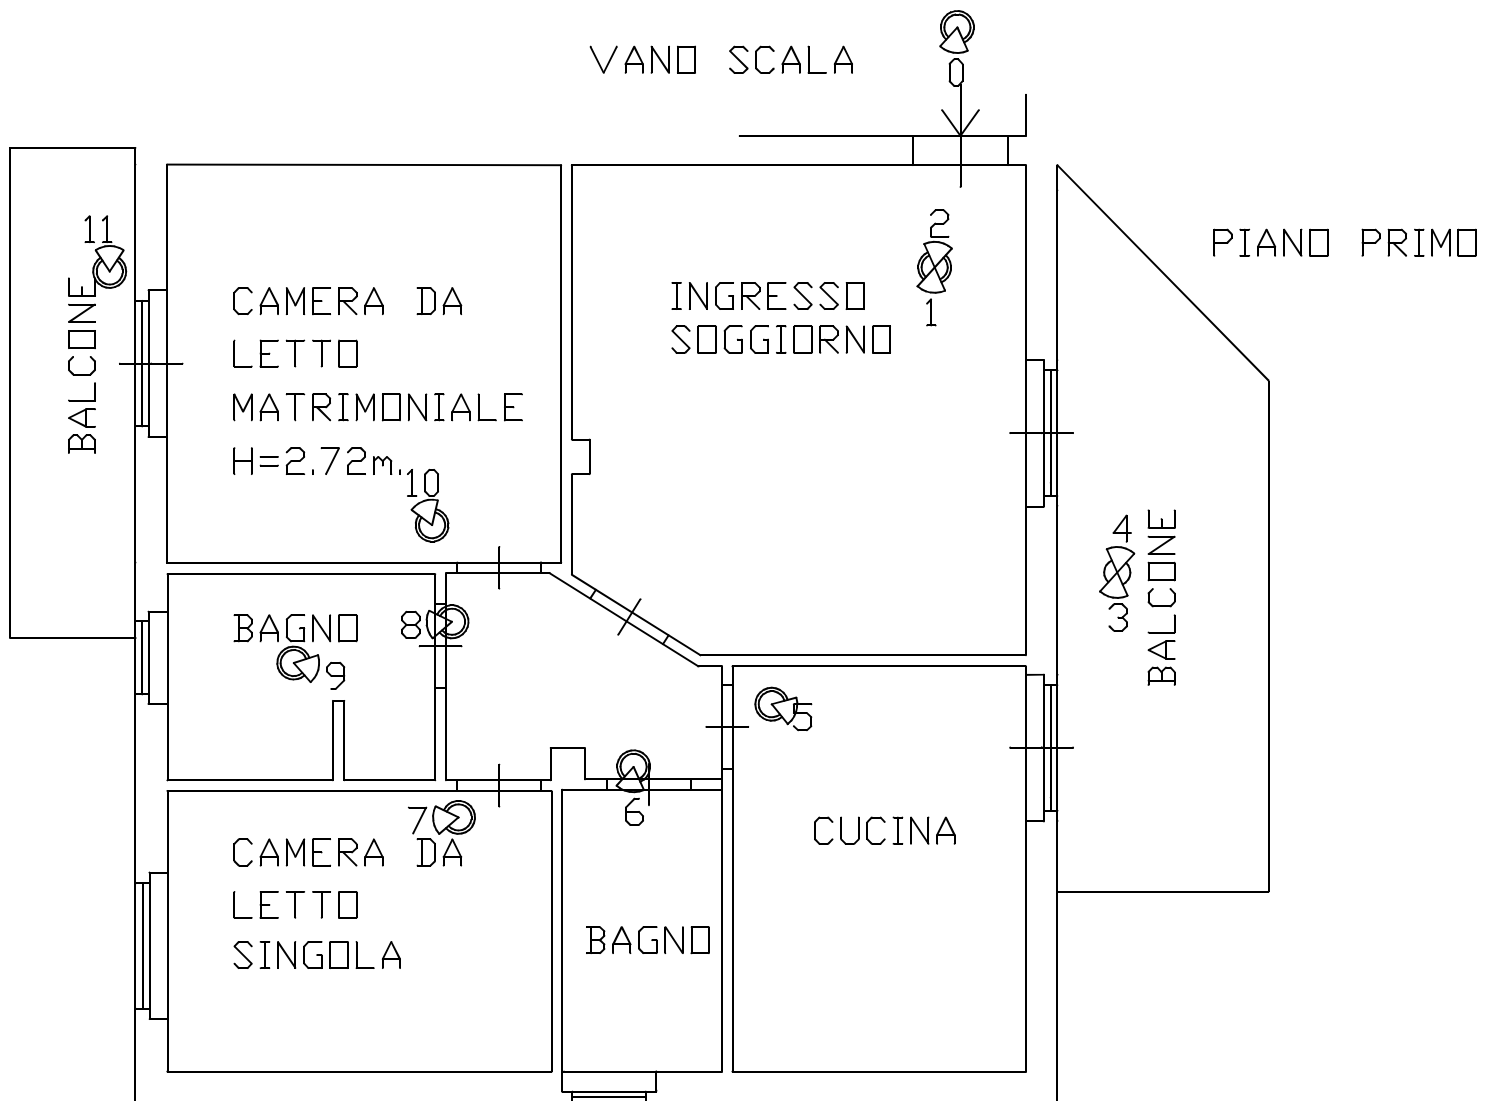 VANO SCALA
0
PIANO PRIMO
11
BALCONE
CAMERA DA
LETTO
MATRIMONIALE
H=2.72m.
10
2
1
INGRESSO
SOGGIORNO
4
3
BALCONE
BAGNO
8
9
5
6
7
CAMERA DA
LETTO
SINGOLA
BAGNO
CUCINA